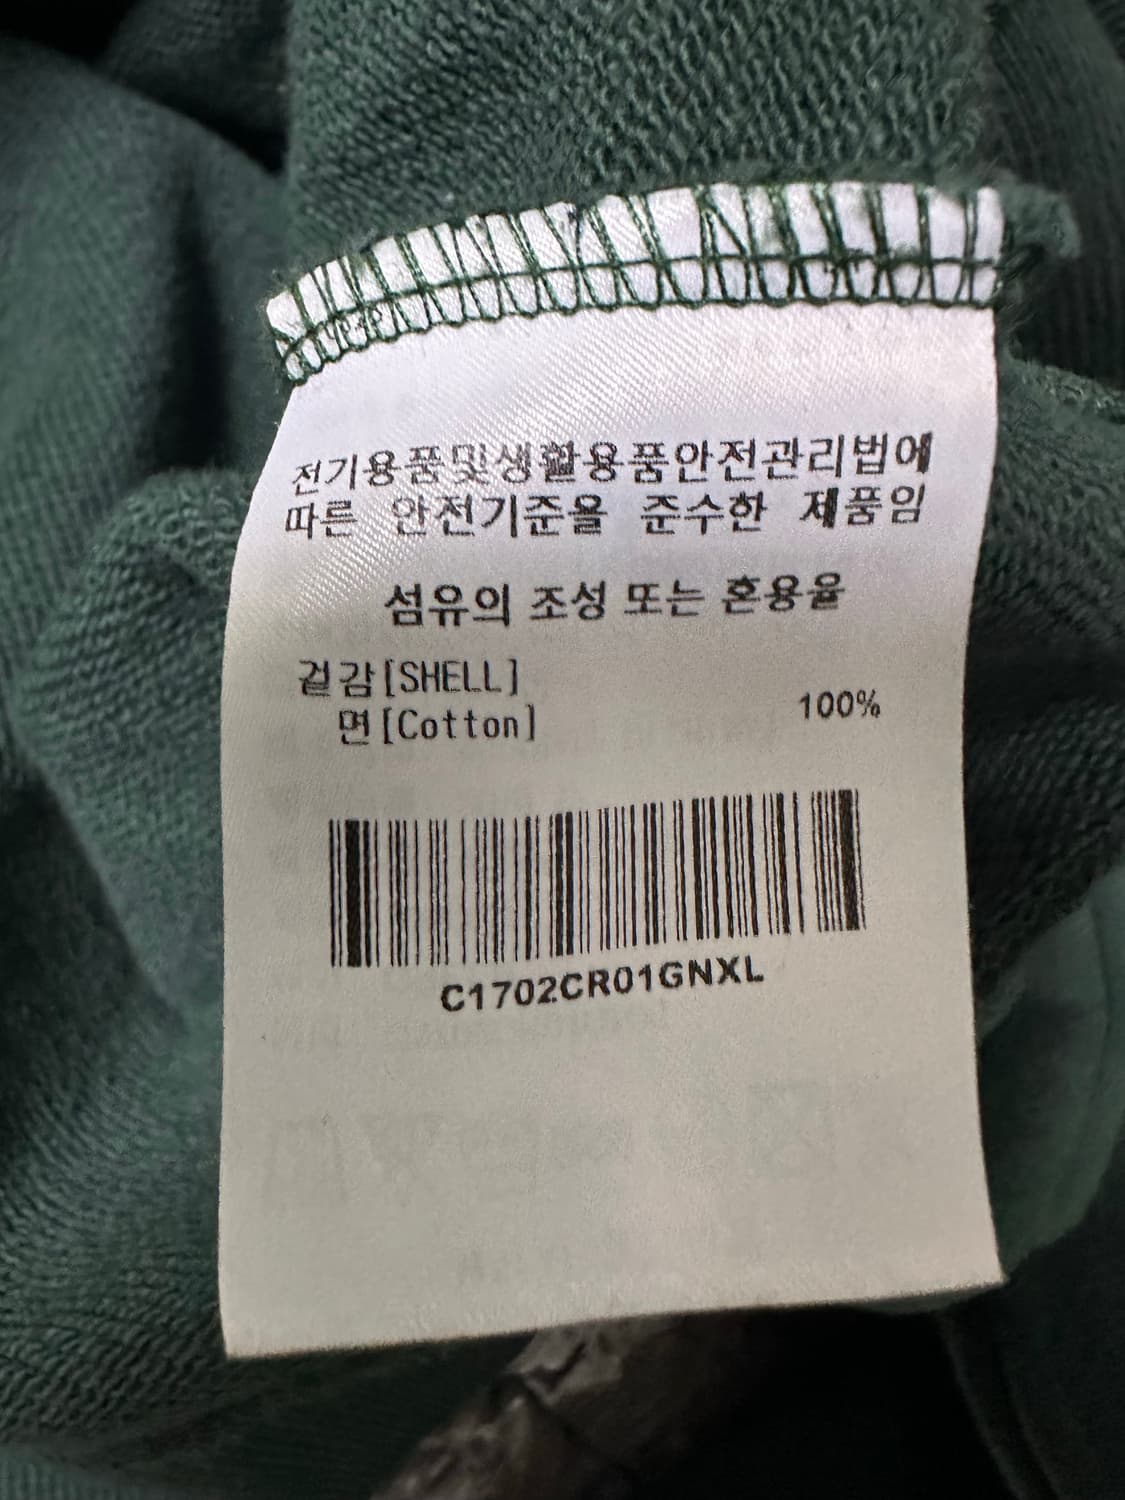 전기용품및생활용품안전관리법에
따른 안전기준을 준수한 제품임
섬유의 조성 또는 혼용율
겉감[SHELL]
면[Cotton] 100%
C1702CR01GNXL